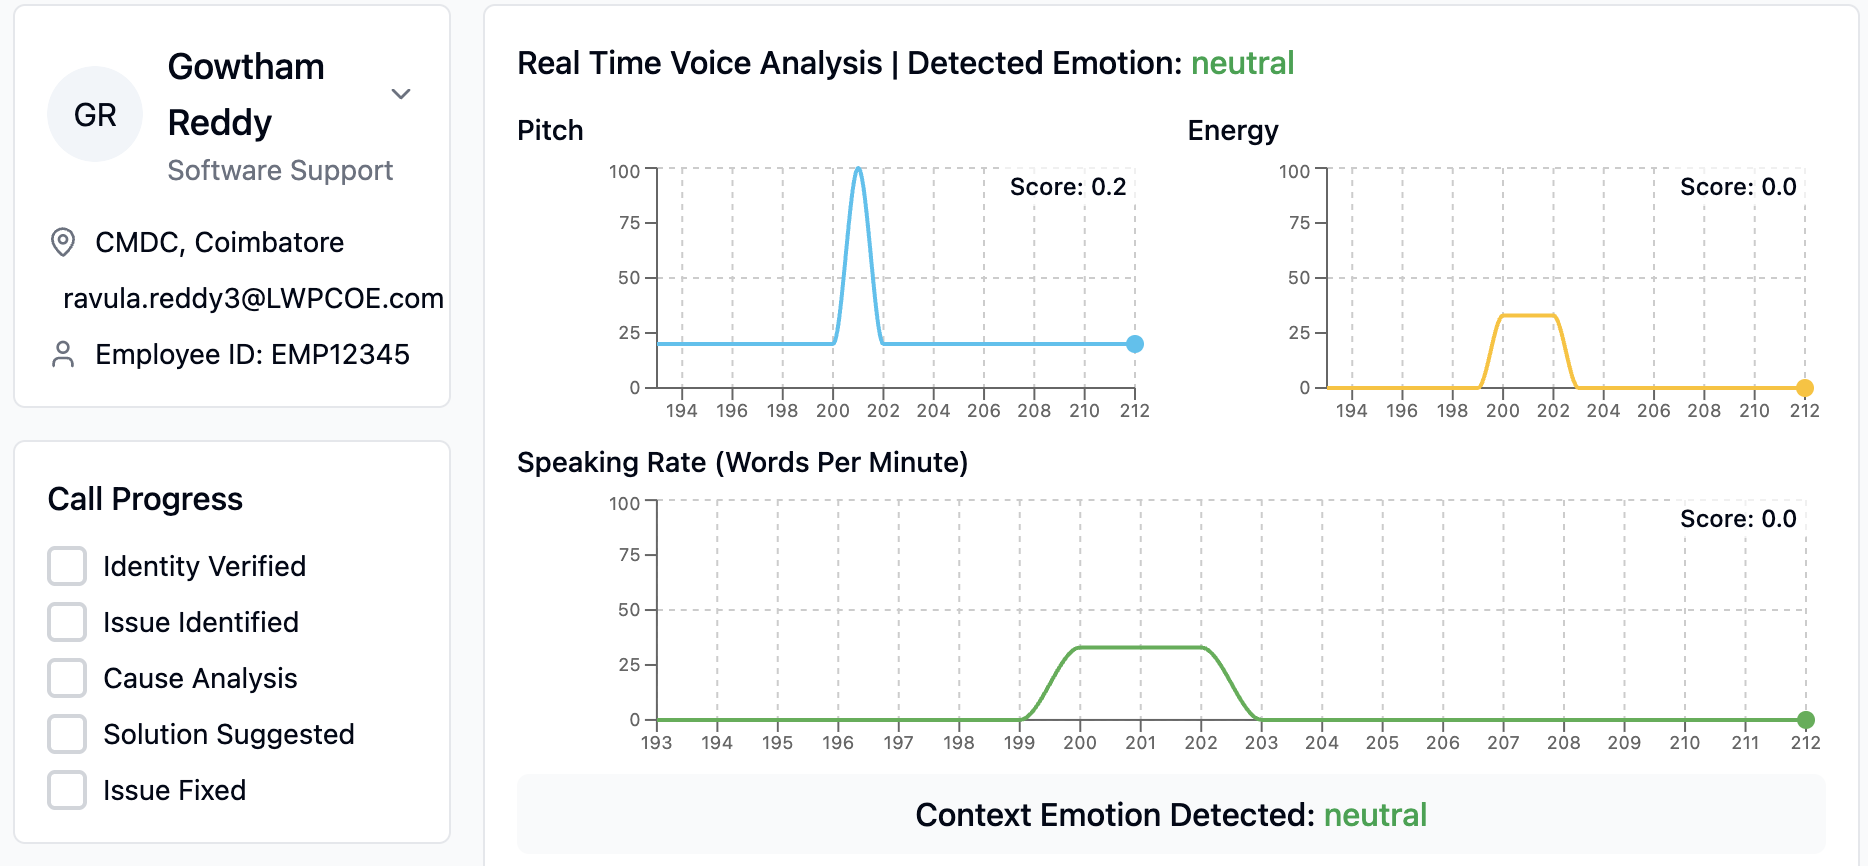 GR
Gowtham
Reddy
Software Support
CMDC, Coimbatore
ravula.reddy3@LWPCOE.com
Employee ID: EMP12345
Call Progress
Identity Verified
Issue Identified
Cause Analysis
Solution Suggested
Issue Fixed
Real Time Voice Analysis | Detected Emotion: neutral
Pitch
Score: 0.2
100
75
50
25
0
194 196 198 200 202 204 206 208 210 212
Energy
Score: 0.0
100
75
50
25
0
194 196 198 200 202 204 206 208 210 212
Speaking Rate (Words Per Minute)
Score: 0.0
100
75
50
25
0
193 194 195 196 197 198 199 200 201 202 203 204 205 206 207 208 209 210 211 212
Context Emotion Detected: neutral